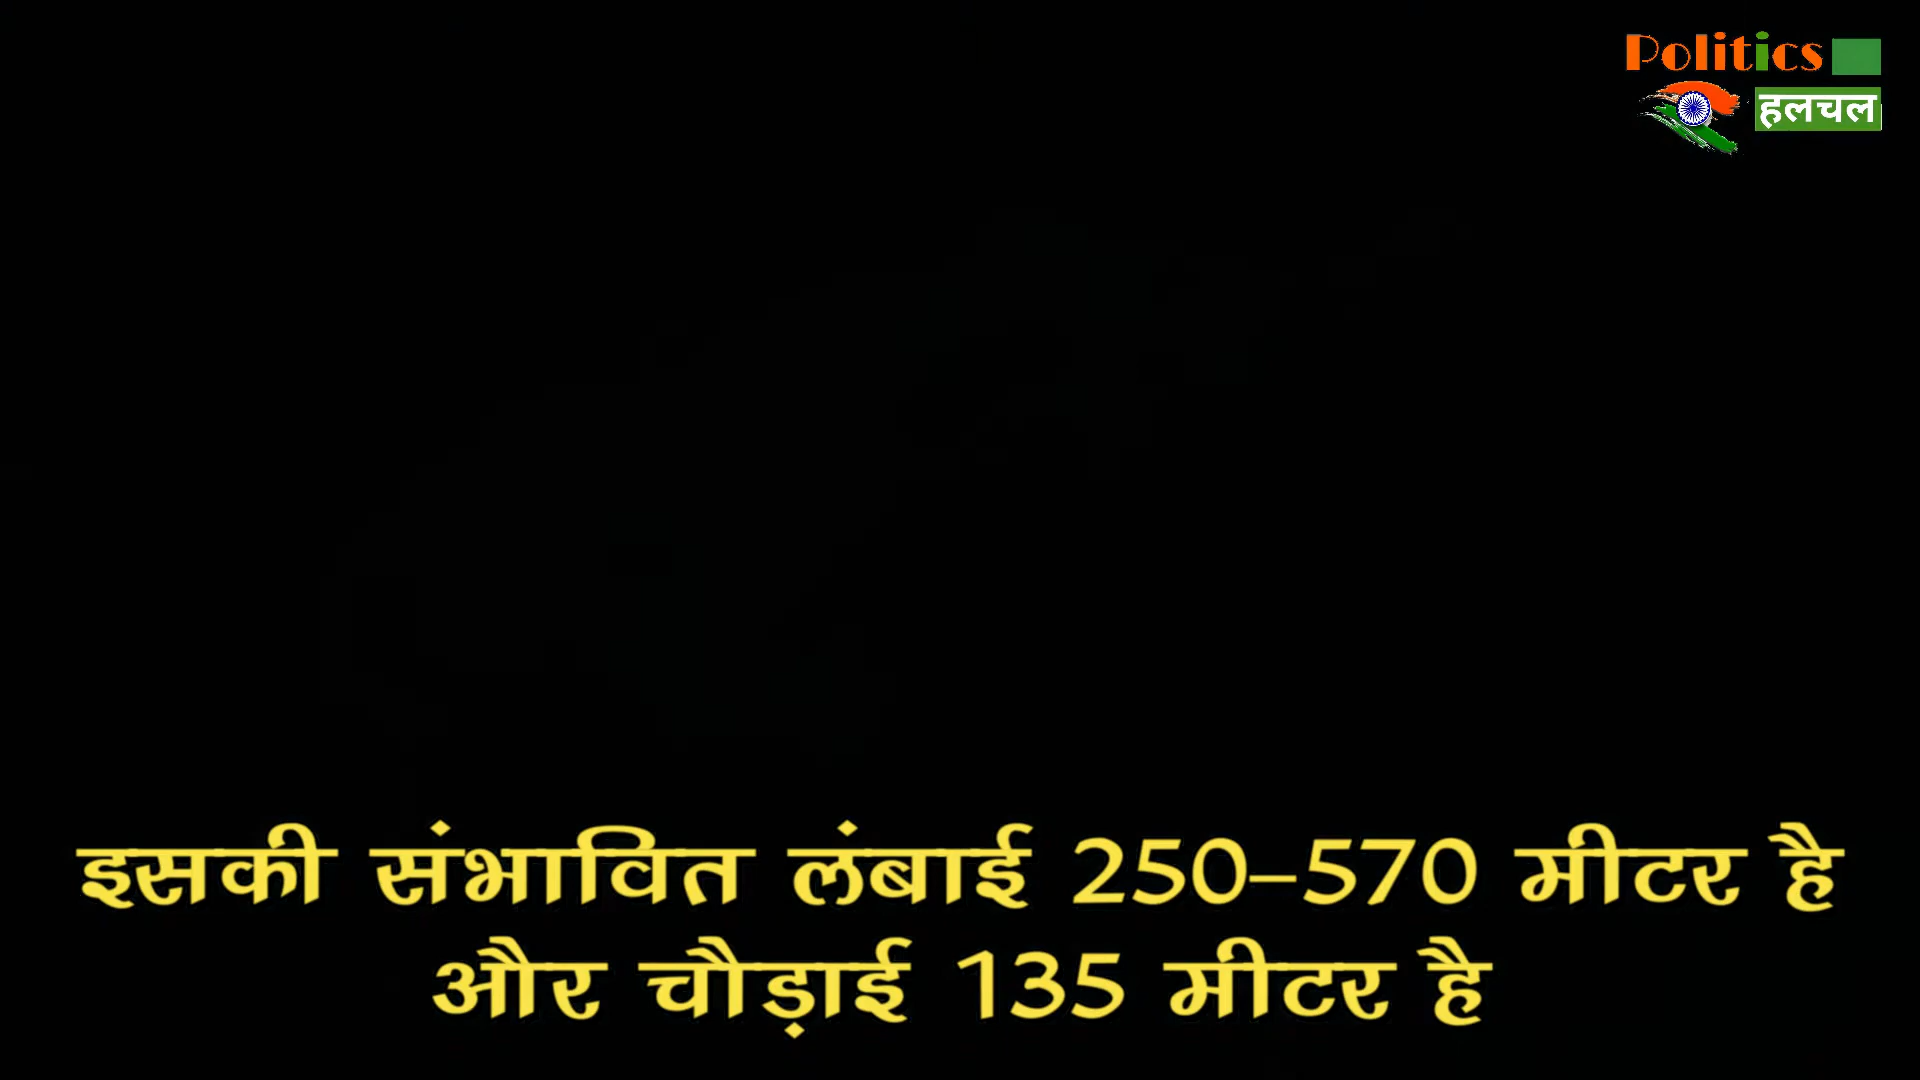 Politics
हलचल
इसकी संभावित लंबाई 250–570 मीटर है
और चौड़ाई 135 मीटर है